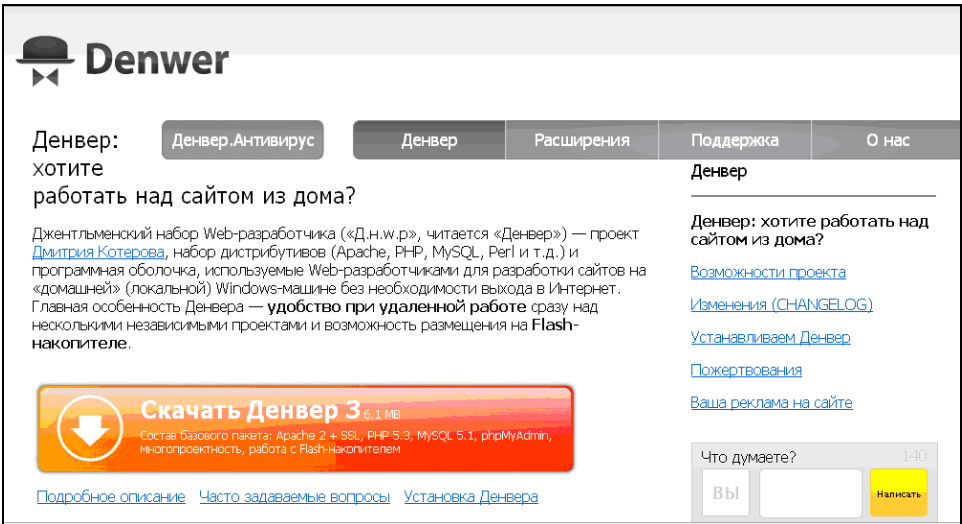 Denwer
Денвер.Антивирус
Денвер
Расширения
Поддержка
О нас
Денвер:
хотите
работать над сайтом из дома?
Джентльменский набор Web-разработчика («Д.н.w.р», читается «Денвер») — проект
Дмитрия Котерова, набор дистрибутивов (Apache, PHP, MySQL, Perl и т.д.) и
программная оболочка, используемые Web-разработчиками для разработки сайтов на
«домашней» (локальной) Windows-машине без необходимости выхода в Интернет.
Главная особенность Денвера — удобство при удаленной работе сразу над
несколькими независимыми проектами и возможность размещения на Flash-
накопителе.
Скачать Денвер 3 6,1 MB
Состав базового пакета: Apache 2 + SSL, PHP 5.3, MySQL 5.1, phpMyAdmin,
многопроектность, работа с Flash-накопителем
Подробное описание Часто задаваемые вопросы Установка Денвера
Денвер
Денвер: хотите работать над
сайтом из дома?
Возможности проекта
Изменения (CHANGELOG)
Устанавливаем Денвер
Пожертвования
Ваша реклама на сайте
Что думаете? 140
ВЫ
Написать